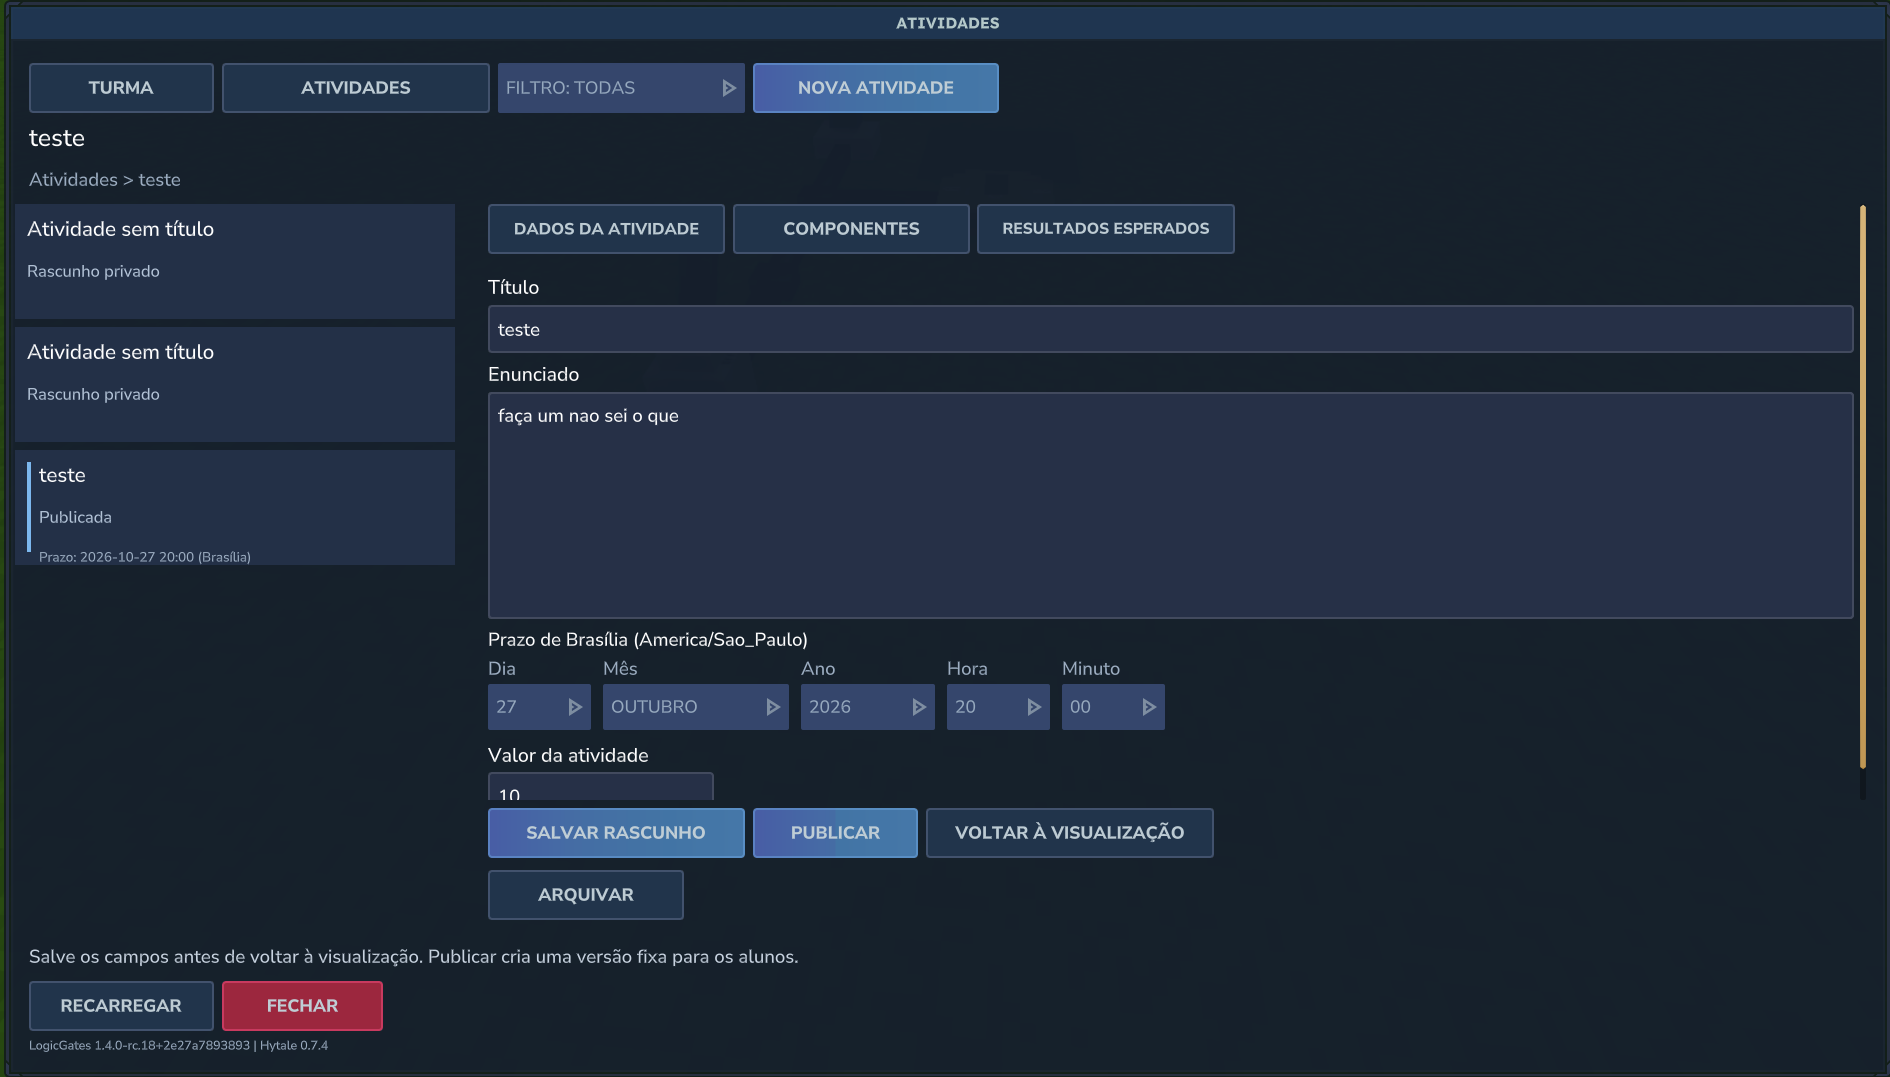 ATIVIDADES
TURMA
ATIVIDADES
FILTRO: TODAS
NOVA ATIVIDADE
teste
Atividades > teste
Atividade sem título
Rascunho privado
Atividade sem título
Rascunho privado
teste
Publicada
Prazo: 2026-10-27 20:00 (Brasília)
DADOS DA ATIVIDADE
COMPONENTES
RESULTADOS ESPERADOS
Título
teste
Enunciado
faça um nao sei o que
Prazo de Brasília (America/Sao_Paulo)
Dia
Mês
Ano
Hora
Minuto
27
OUTUBRO
2026
20
00
Valor da atividade
10
SALVAR RASCUNHO
PUBLICAR
VOLTAR À VISUALIZAÇÃO
ARQUIVAR
Salve os campos antes de voltar à visualização. Publicar cria uma versão fixa para os alunos.
RECARREGAR
FECHAR
LogicGates 1.4.0-rc.18+2e27a7893893 | Hytale 0.7.4